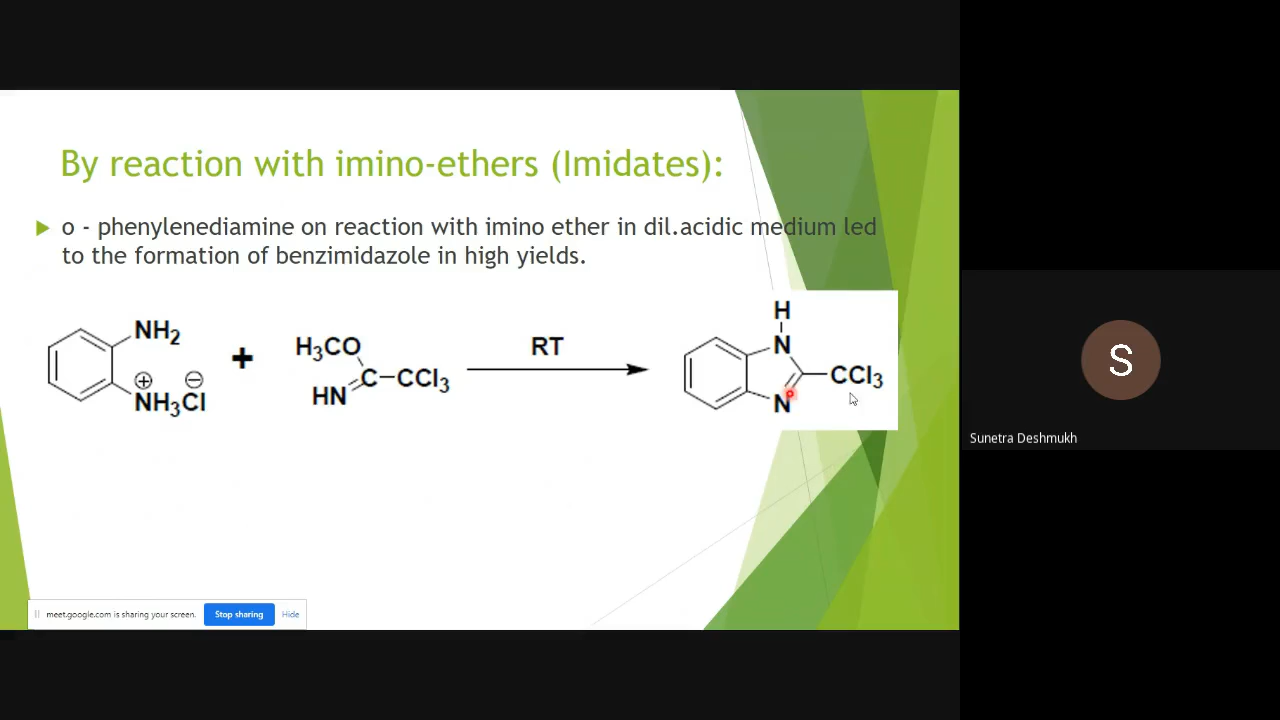 By reaction with imino-ethers (Imidates):
o - phenylenediamine on reaction with imino ether in dil.acidic medium led
to the formation of benzimidazole in high yields.
NH2
⊕ ⊖
NH3Cl
+
H3CO
C–CCl3
HN
RT
H
N
CCl3
N
S
Sunetra Deshmukh
meet.google.com is sharing your screen. Stop sharing Hide